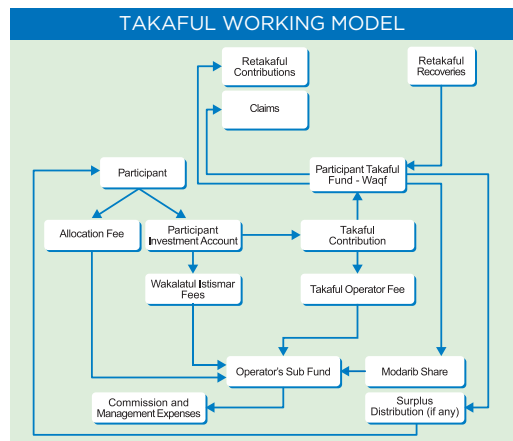 TAKAFUL WORKING MODEL
Retakaful
Contributions
Retakaful
Recoveries
Claims
Participant
Participant Takaful
Fund - Waqf
Allocation Fee
Participant
Investment Account
Takaful
Contribution
Wakalatul Istismar
Fees
Takaful Operator Fee
Operator's Sub Fund
Modarib Share
Commission and
Management Expenses
Surplus
Distribution (if any)